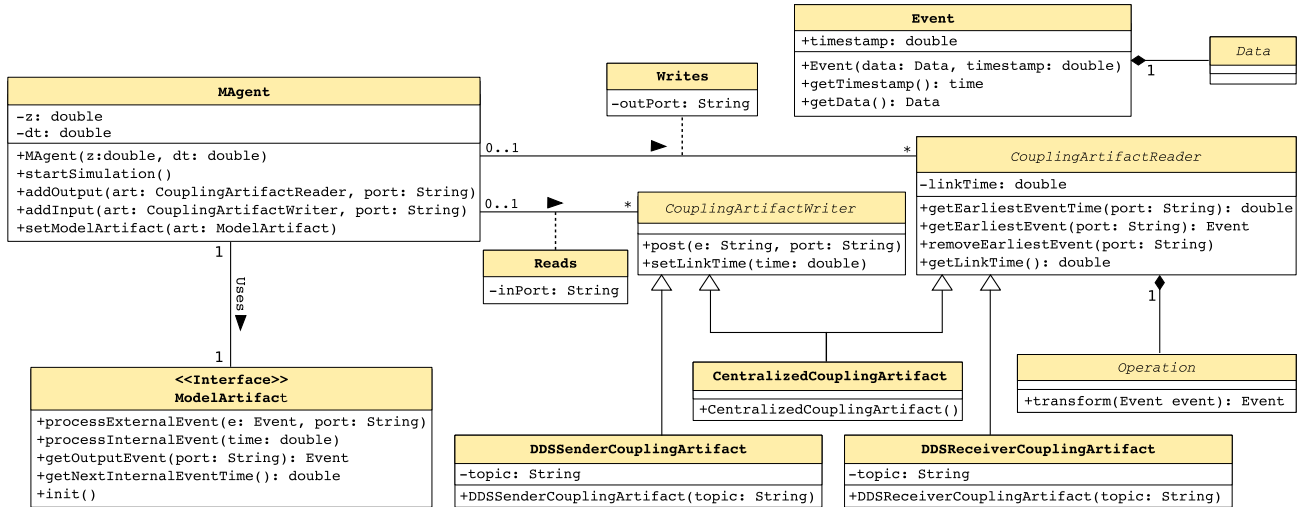 Event
+timestamp: double
+Event(data: Data, timestamp: double)
+getTimestamp(): time
+getData(): Data
1
Data
MAgent
-z: double
-dt: double
+MAgent(z:double, dt: double)
+startSimulation()
+addOutput(art: CouplingArtifactReader, port: String)
+addInput(art: CouplingArtifactWriter, port: String)
+setModelArtifact(art: ModelArtifact)
Writes
-outPort: String
0..1
*
0..1
*
Reads
-inPort: String
CouplingArtifactWriter
+post(e: String, port: String)
+setLinkTime(time: double)
CouplingArtifactReader
-linkTime: double
+getEarliestEventTime(port: String): double
+getEarliestEvent(port: String): Event
+removeEarliestEvent(port: String)
+getLinkTime(): double
1
Uses
1
1
<<Interface>>
ModelArtifact
+processExternalEvent(e: Event, port: String)
+processInternalEvent(time: double)
+getOutputEvent(port: String): Event
+getNextInternalEventTime(): double
+init()
CentralizedCouplingArtifact
+CentralizedCouplingArtifact()
Operation
+transform(Event event): Event
DDSSenderCouplingArtifact
-topic: String
+DDSSenderCouplingArtifact(topic: String)
DDSReceiverCouplingArtifact
-topic: String
+DDSReceiverCouplingArtifact(topic: String)